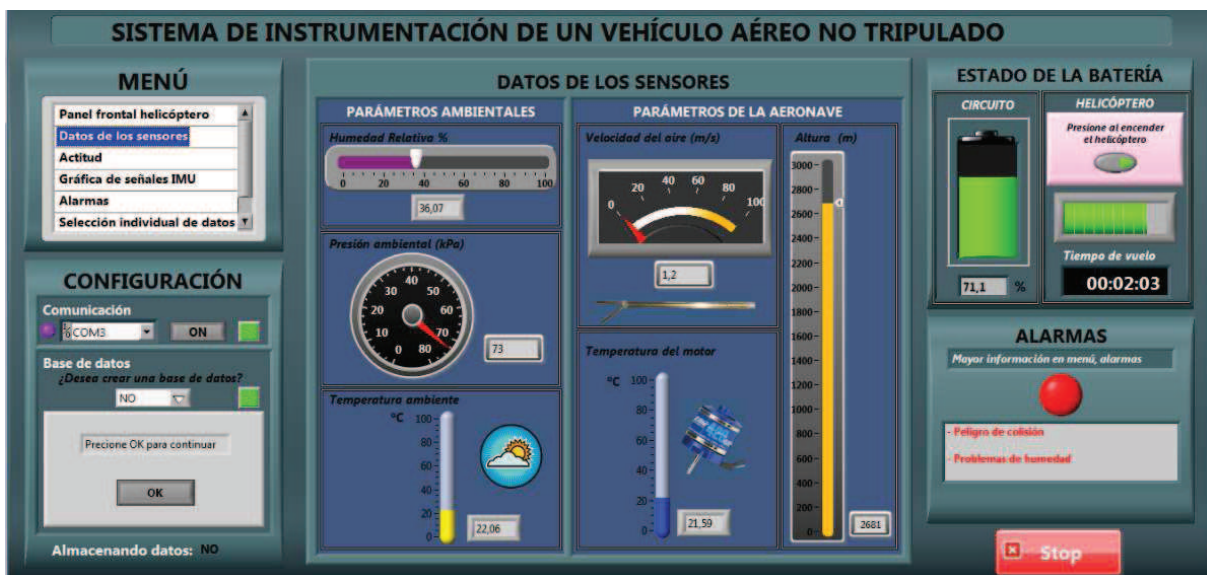 SISTEMA DE INSTRUMENTACIÓN DE UN VEHÍCULO AÉREO NO TRIPULADO
MENÚ
Panel frontal helicóptero
Datos de los sensores
Actitud
Gráfica de señales IMU
Alarmas
Selección individual de datos
CONFIGURACIÓN
Comunicación
COM3
ON
Base de datos
¿Desea crear una base de datos?
NO
Precione OK para continuar
OK
Almacenando datos: NO
DATOS DE LOS SENSORES
PARÁMETROS AMBIENTALES
Humedad Relativa %
0 20 40 60 80 100
36,07
Presión ambiental (kPa)
0 10 20 30 40 50 60 70 80
73
Temperatura ambiente
°C
100
80
60
40
20
0
22,06
PARÁMETROS DE LA AERONAVE
Velocidad del aire (m/s)
0 20 40 60 80 100
1,2
Temperatura del motor
°C
100
80
60
40
20
0
21,59
Altura (m)
3000
2800
2600
2400
2200
2000
1800
1600
1400
1200
1000
800
600
400
200
0
2681
ESTADO DE LA BATERÍA
CIRCUITO
71,1 %
HELICÓPTERO
Presione al encender
el helicóptero
Tiempo de vuelo
00:02:03
ALARMAS
Mayor información en menú, alarmas
- Peligro de colisión
- Problemas de humedad
Stop